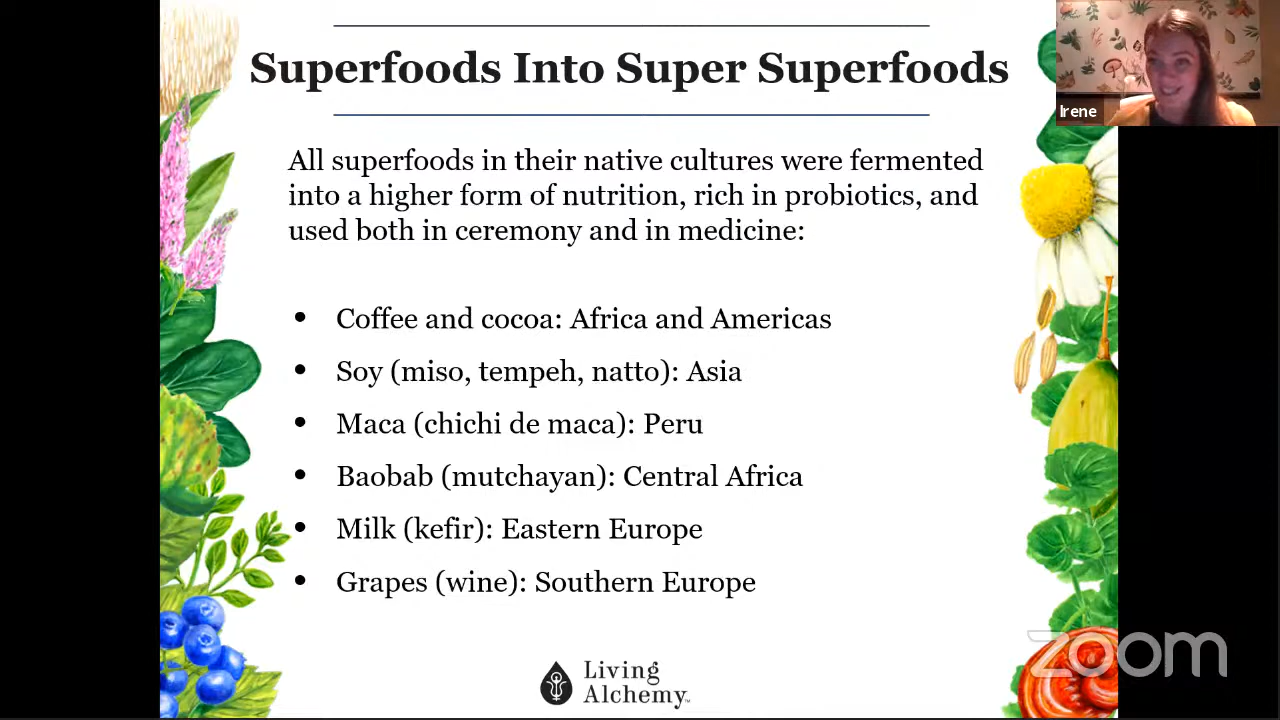 Superfoods Into Super Superfoods
Irene
All superfoods in their native cultures were fermented
into a higher form of nutrition, rich in probiotics, and
used both in ceremony and in medicine:
• Coffee and cocoa: Africa and Americas
• Soy (miso, tempeh, natto): Asia
• Maca (chichi de maca): Peru
• Baobab (mutchayan): Central Africa
• Milk (kefir): Eastern Europe
• Grapes (wine): Southern Europe
Living
Alchemy™
zoom